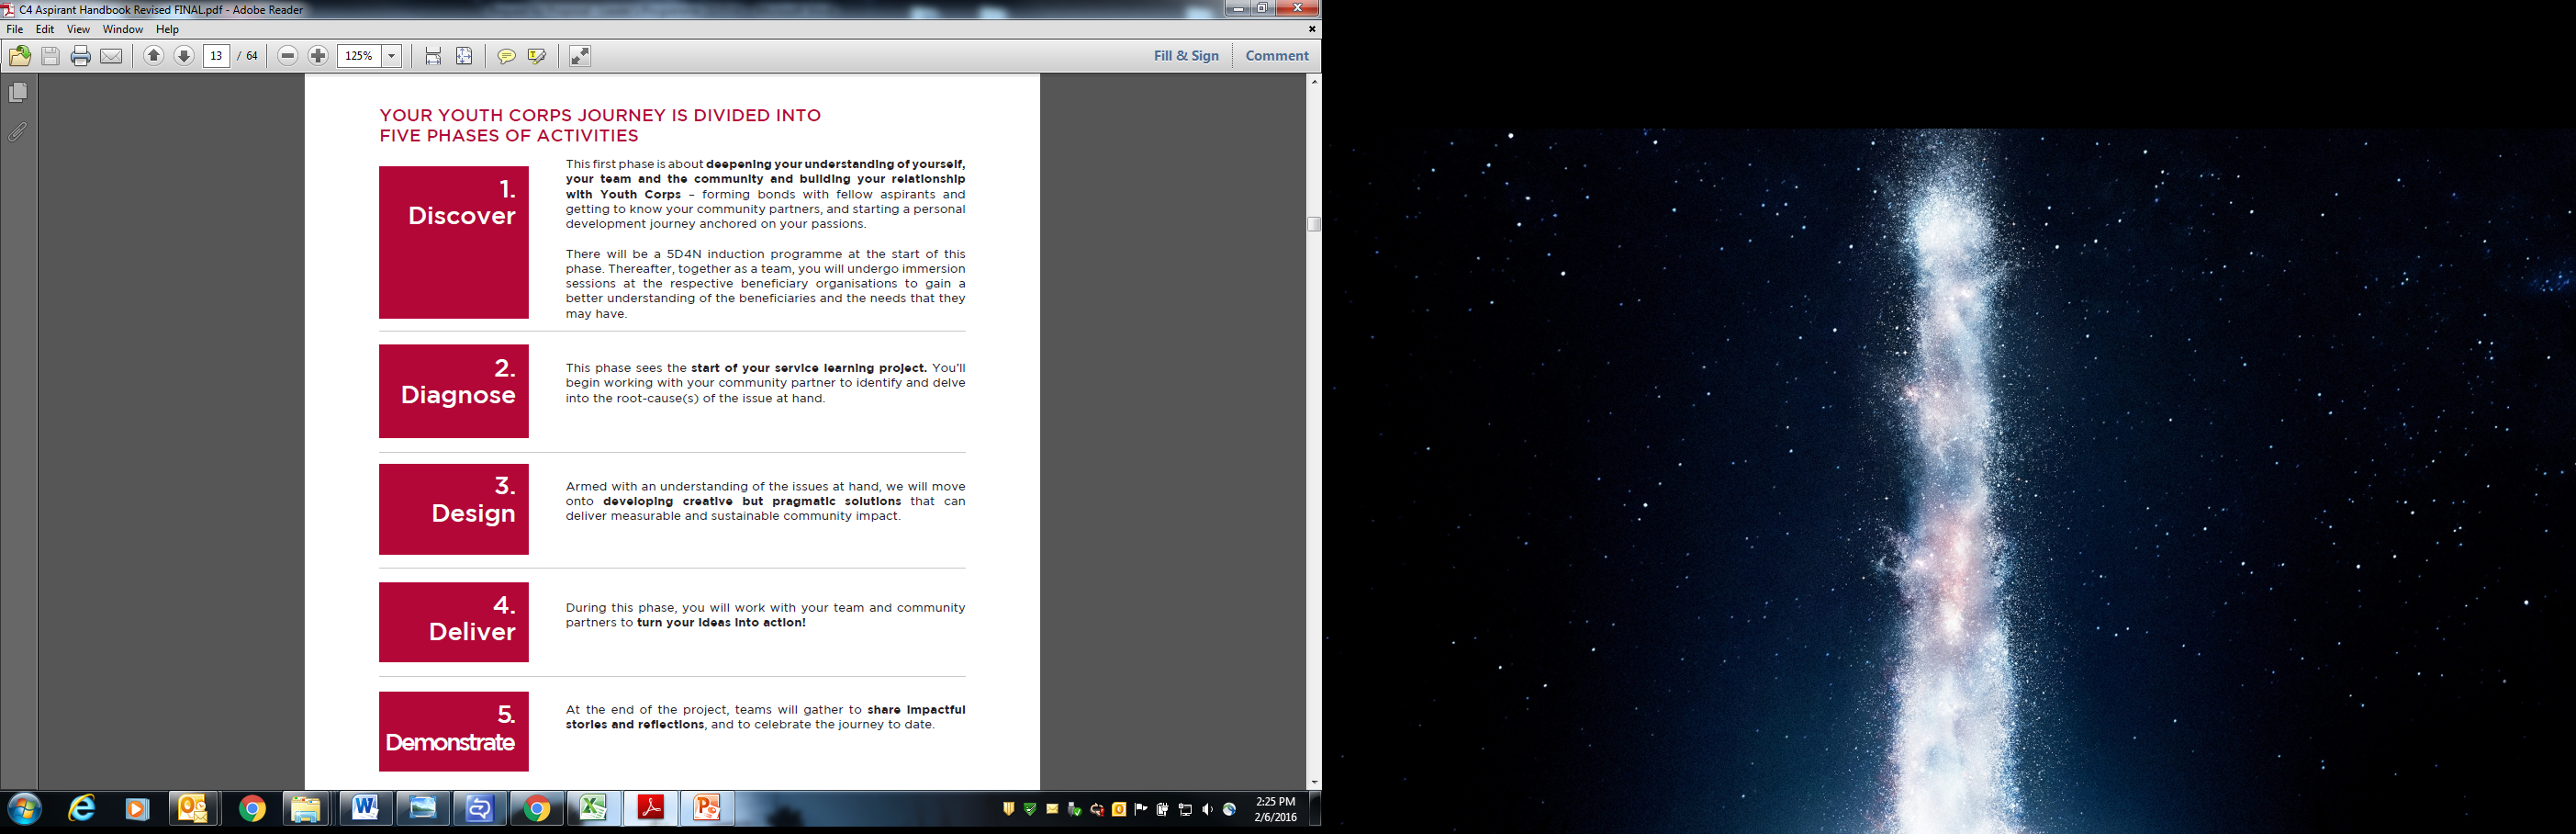 C4 Aspirant Handbook Revised FINAL.pdf - Adobe Reader
File Edit View Window Help
13 / 64 125% Fill & Sign Comment
YOUR YOUTH CORPS JOURNEY IS DIVIDED INTO
FIVE PHASES OF ACTIVITIES
1.
Discover
This first phase is about deepening your understanding of yourself,
your team and the community and building your relationship
with Youth Corps – forming bonds with fellow aspirants and
getting to know your community partners, and starting a personal
development journey anchored on your passions.
There will be a 5D4N induction programme at the start of this
phase. Thereafter, together as a team, you will undergo immersion
sessions at the respective beneficiary organisations to gain a
better understanding of the beneficiaries and the needs that they
may have.
2.
Diagnose
This phase sees the start of your service learning project. You'll
begin working with your community partner to identify and delve
into the root-cause(s) of the issue at hand.
3.
Design
Armed with an understanding of the issues at hand, we will move
onto developing creative but pragmatic solutions that can
deliver measurable and sustainable community impact.
4.
Deliver
During this phase, you will work with your team and community
partners to turn your ideas into action!
5.
Demonstrate
At the end of the project, teams will gather to share impactful
stories and reflections, and to celebrate the journey to date.
2:25 PM
2/6/2016